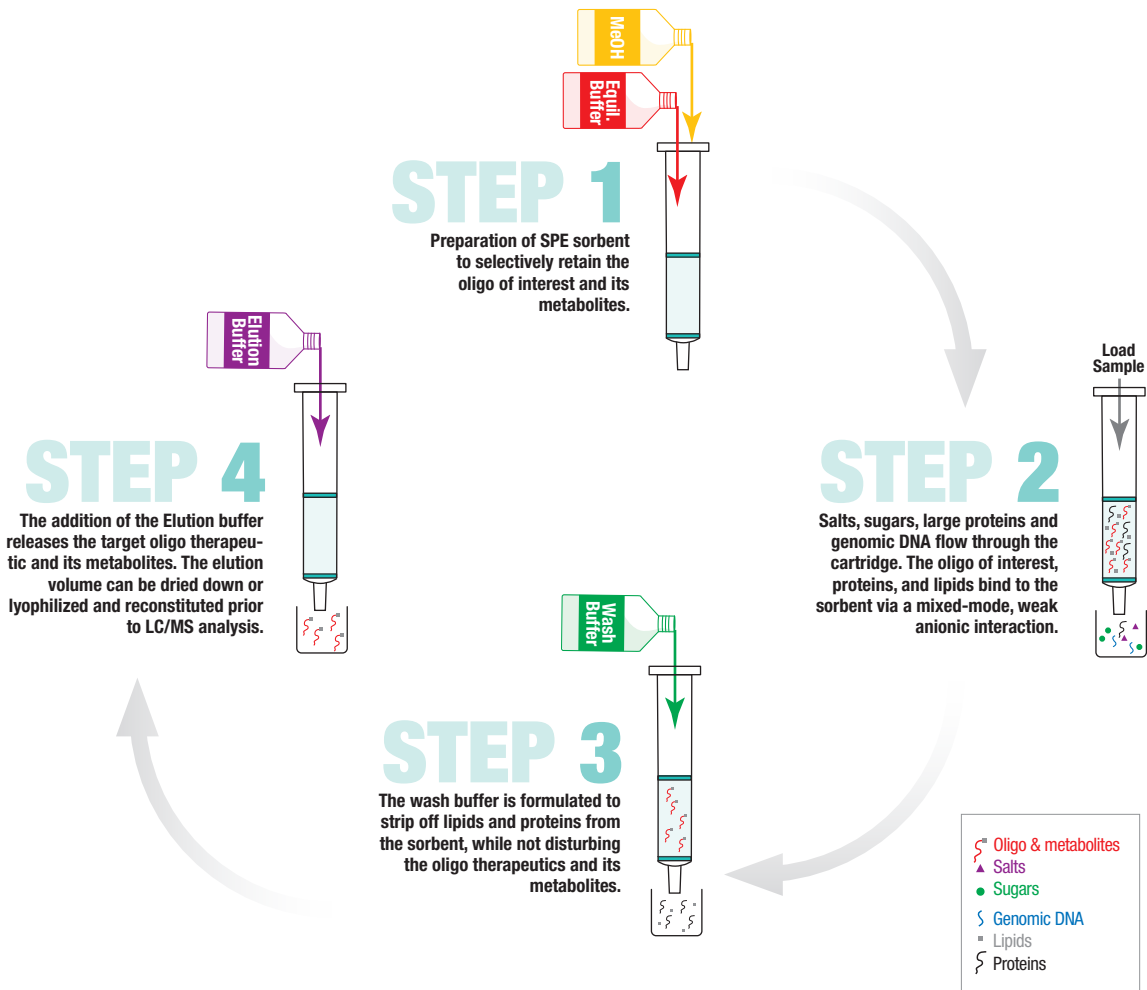 MeOH
Equil.
Buffer
STEP 1
Preparation of SPE sorbent
to selectively retain the
oligo of interest and its
metabolites.
Load
Sample
STEP 2
Salts, sugars, large proteins and
genomic DNA flow through the
cartridge. The oligo of interest,
proteins, and lipids bind to the
sorbent via a mixed-mode, weak
anionic interaction.
Wash
Buffer
STEP 3
The wash buffer is formulated to
strip off lipids and proteins from
the sorbent, while not disturbing
the oligo therapeutics and its
metabolites.
Elution
Buffer
STEP 4
The addition of the Elution buffer
releases the target oligo therapeu-
tic and its metabolites. The elution
volume can be dried down or
lyophilized and reconstituted prior
to LC/MS analysis.
Oligo & metabolites
Salts
Sugars
Genomic DNA
Lipids
Proteins